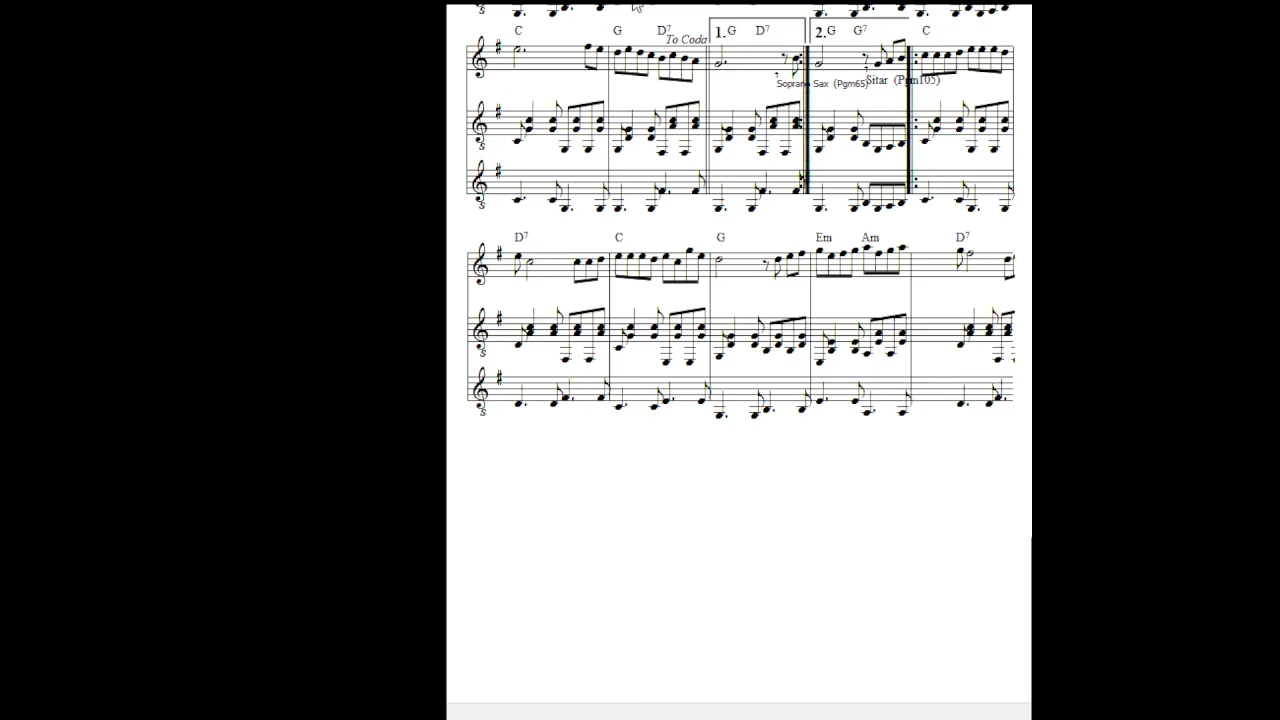 C G D7 To Coda 1. G D7 2. G G7 C
Soprano Sax (Pgm65) Sitar (Pgm105)
D7 C G Em Am D7